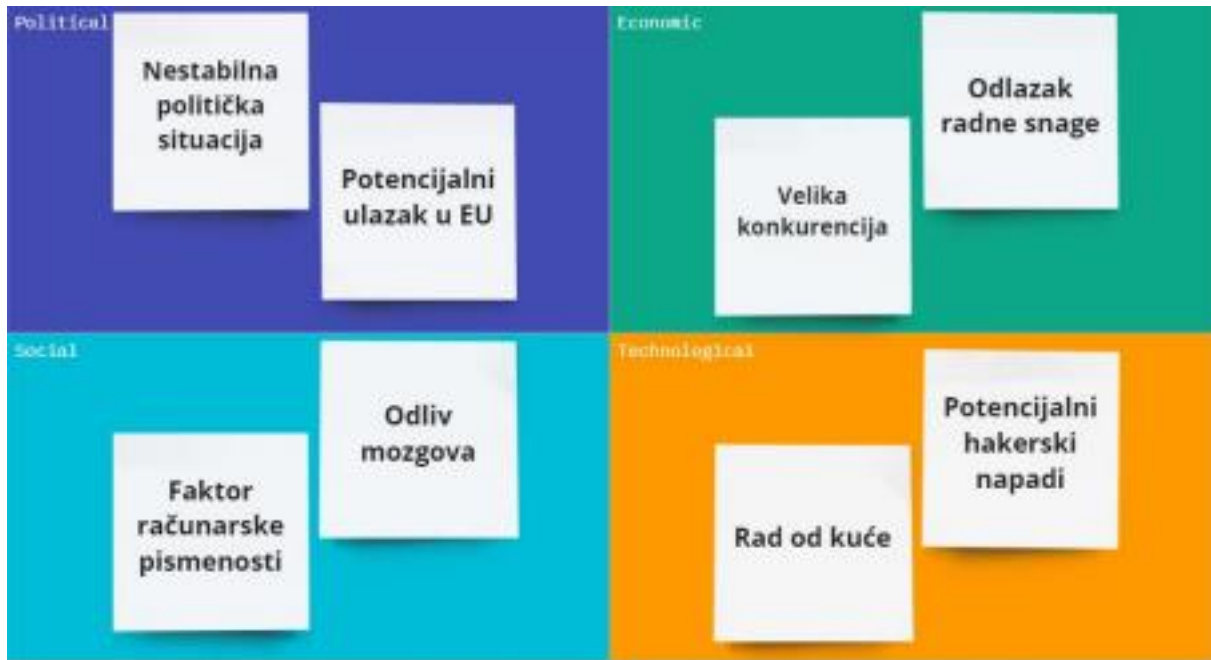 Political
Nestabilna
politička
situacija
Potencijalni
ulazak u EU
Economic
Odlazak
radne snage
Velika
konkurencija
Social
Odliv
mozgova
Faktor
računarske
pismenosti
Technological
Potencijalni
hakerski
napadi
Rad od kuće